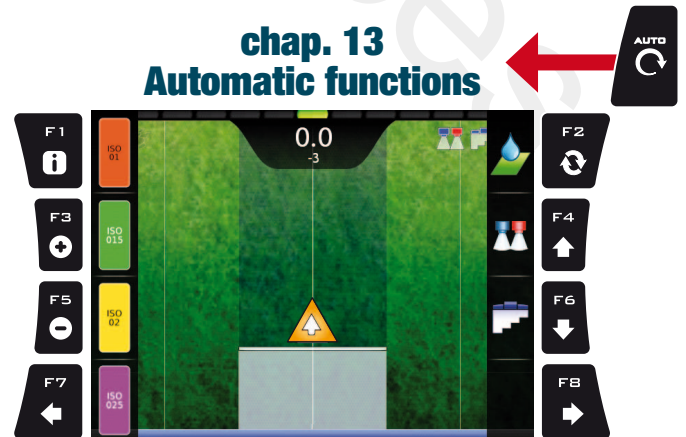 chap. 13
Automatic functions
AUTO
F1
F2
F3
F4
F5
F6
F7
F8
ISO
01
ISO
015
ISO
02
ISO
025
0.0
-3